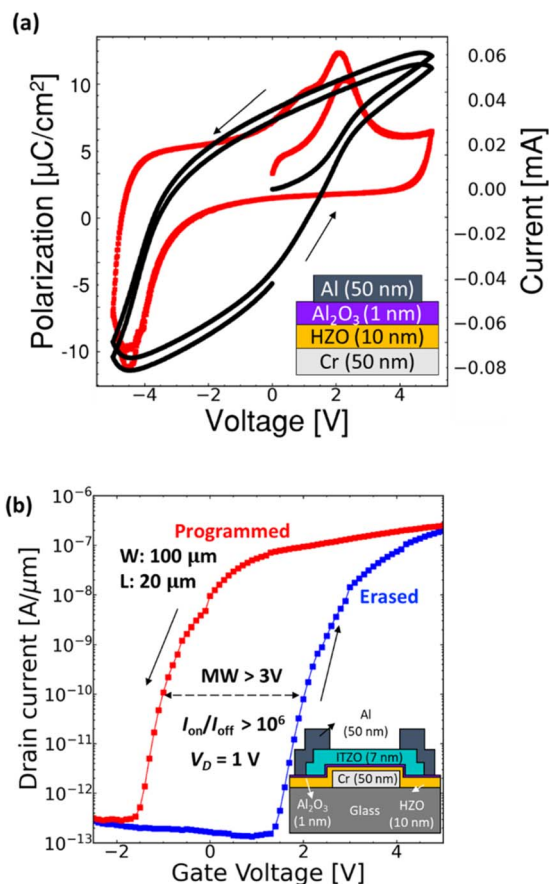 (a)
Polarization [µC/cm²]
10
5
0
-5
-10
Current [mA]
0.06
0.04
0.02
0.00
−0.02
−0.04
−0.06
−0.08
Al (50 nm)
Al₂O₃ (1 nm)
HZO (10 nm)
Cr (50 nm)
−4 −2 0 2 4
Voltage [V]
(b)
Drain current [A/µm]
10⁻⁶
10⁻⁷
10⁻⁸
10⁻⁹
10⁻¹⁰
10⁻¹¹
10⁻¹²
10⁻¹³
Programmed
W: 100 µm
L: 20 µm
Erased
MW > 3V
Ion/Ioff > 10⁶
VD = 1 V
Al
(50 nm)
ITZO (7 nm)
Cr (50 nm)
Glass
Al₂O₃
(1 nm)
HZO
(10 nm)
−2 0 2 4
Gate Voltage [V]